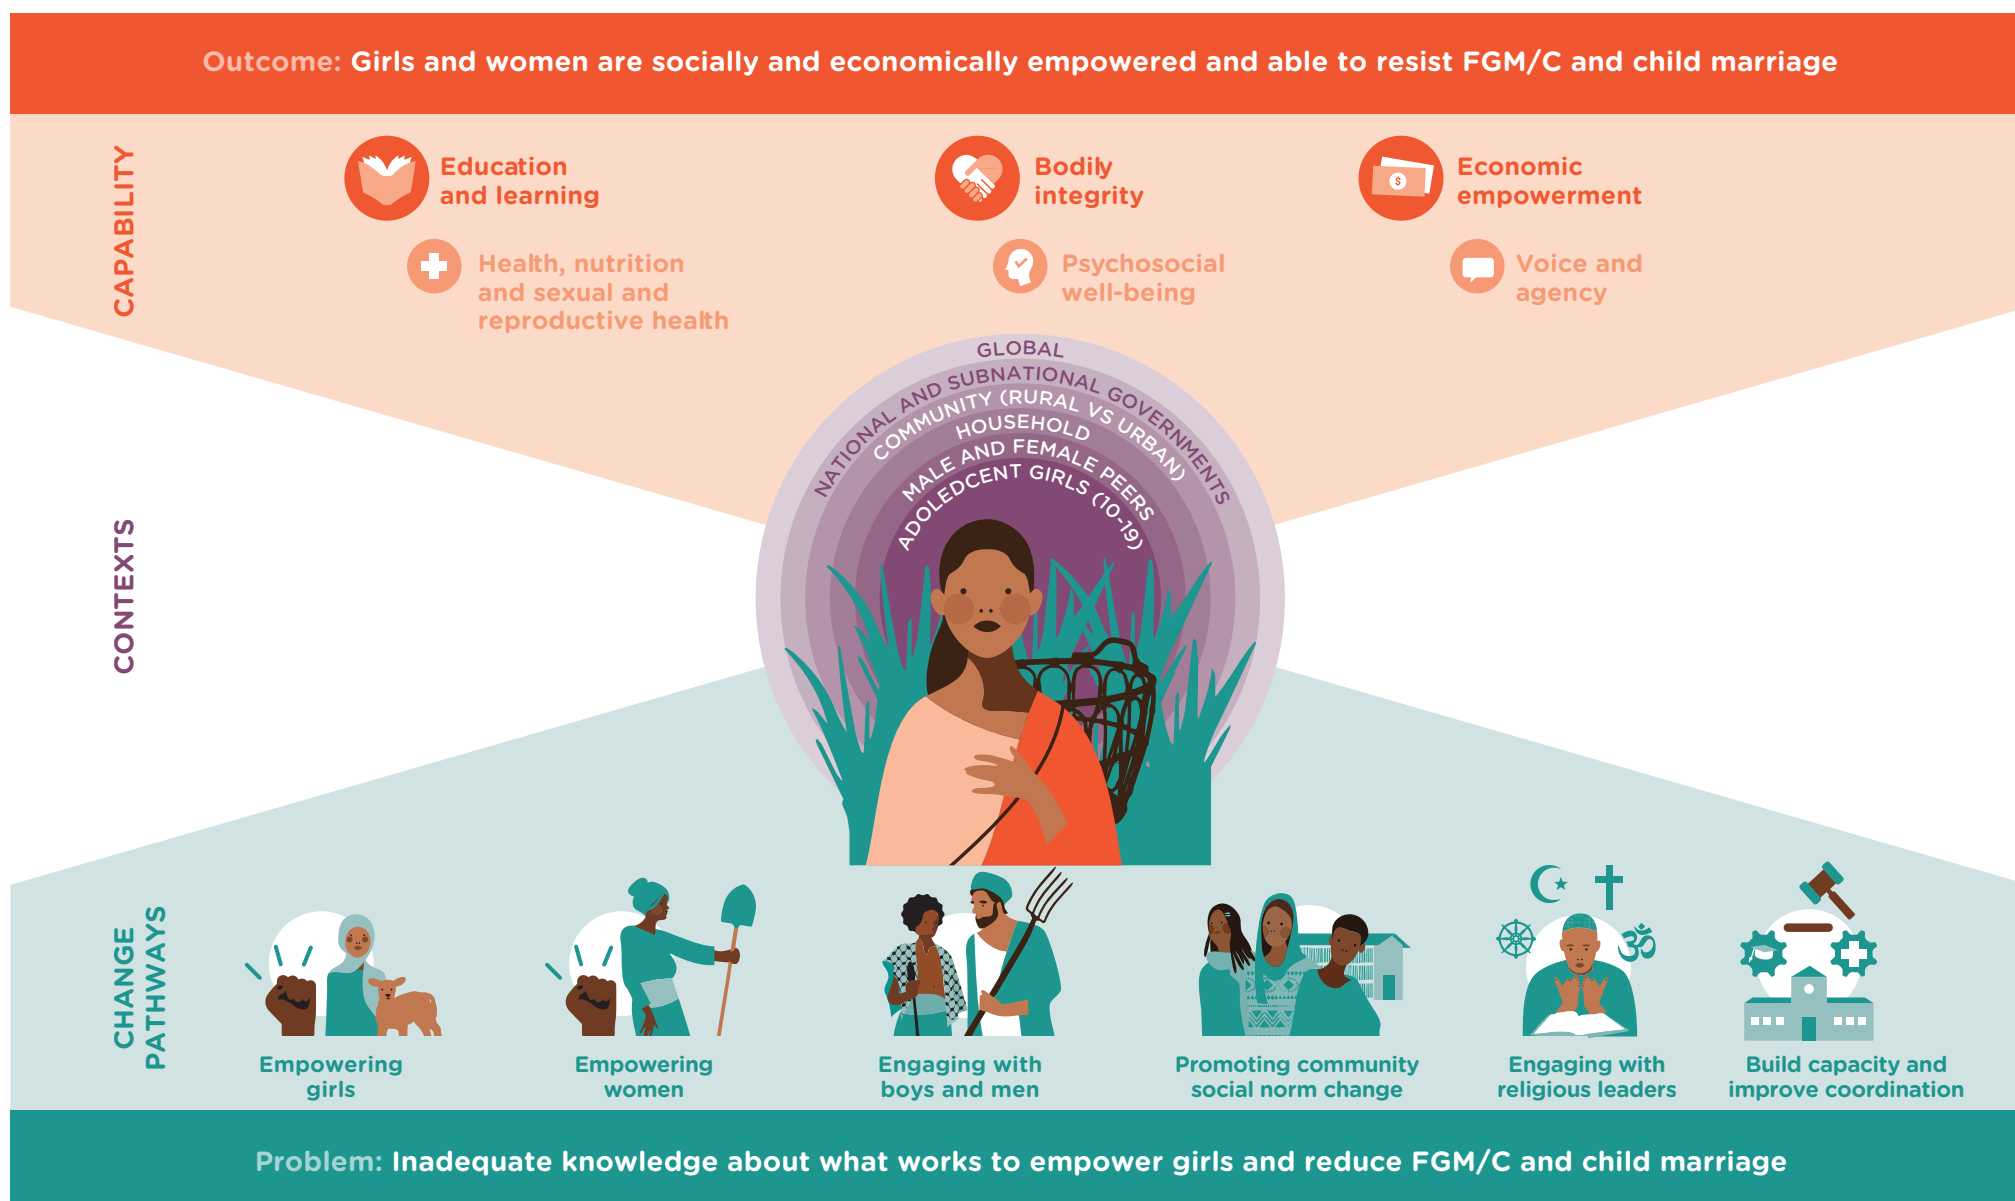 Outcome: Girls and women are socially and economically empowered and able to resist FGM/C and child marriage
CAPABILITY
Education
and learning
Bodily
integrity
Economic
empowerment
Health, nutrition
and sexual and
reproductive health
Psychosocial
well-being
Voice and
agency
CONTEXTS
GLOBAL
NATIONAL AND SUBNATIONAL GOVERNMENTS
COMMUNITY (RURAL VS URBAN)
HOUSEHOLD
MALE AND FEMALE PEERS
ADOLEDCENT GIRLS (10-19)
CHANGE
PATHWAYS
Empowering
girls
Empowering
women
Engaging with
boys and men
Promoting community
social norm change
Engaging with
religious leaders
Build capacity and
improve coordination
Problem: Inadequate knowledge about what works to empower girls and reduce FGM/C and child marriage